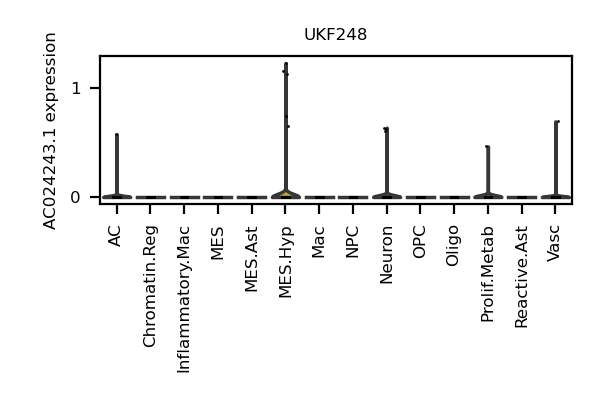 UKF248
AC024243.1 expression
1
0
AC
Chromatin.Reg
Inflammatory.Mac
MES
MES.Ast
MES.Hyp
Mac
NPC
Neuron
OPC
Oligo
Prolif.Metab
Reactive.Ast
Vasc